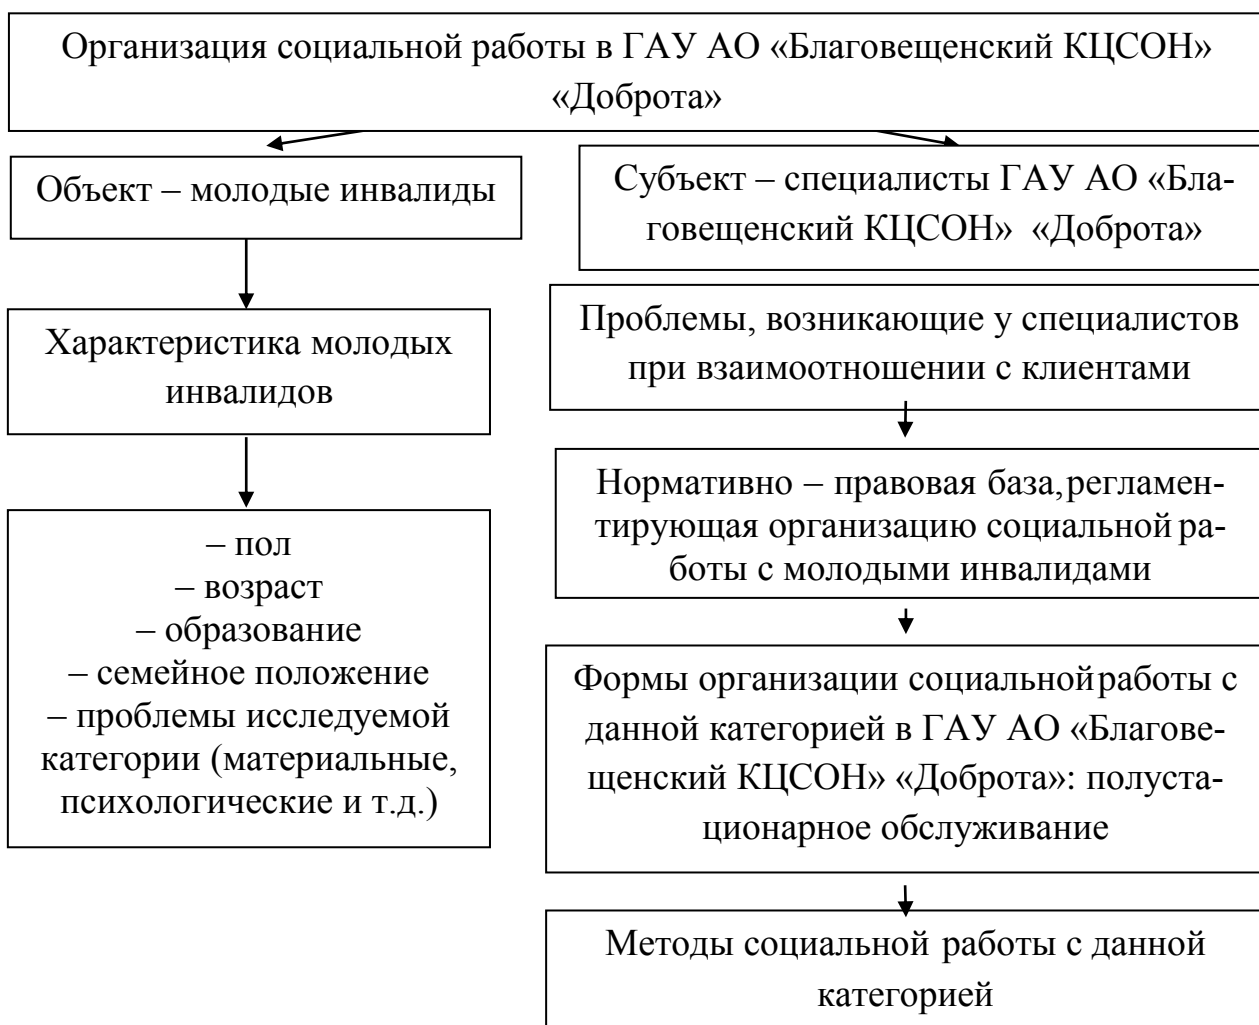 Организация социальной работы в ГАУ АО «Благовещенский КЦСОН»
«Доброта»
Объект – молодые инвалиды
Характеристика молодых
инвалидов
– пол
– возраст
– образование
– семейное положение
– проблемы исследуемой
категории (материальные,
психологические и т.д.)
Субъект – специалисты ГАУ АО «Бла-
говещенский КЦСОН» «Доброта»
Проблемы, возникающие у специалистов
при взаимоотношении с клиентами
Нормативно – правовая база, регламен-
тирующая организацию социальной ра-
боты с молодыми инвалидами
Формы организации социальной работы с
данной категорией в ГАУ АО «Благове-
щенский КЦСОН» «Доброта»: полуста-
ционарное обслуживание
Методы социальной работы с данной
категорией